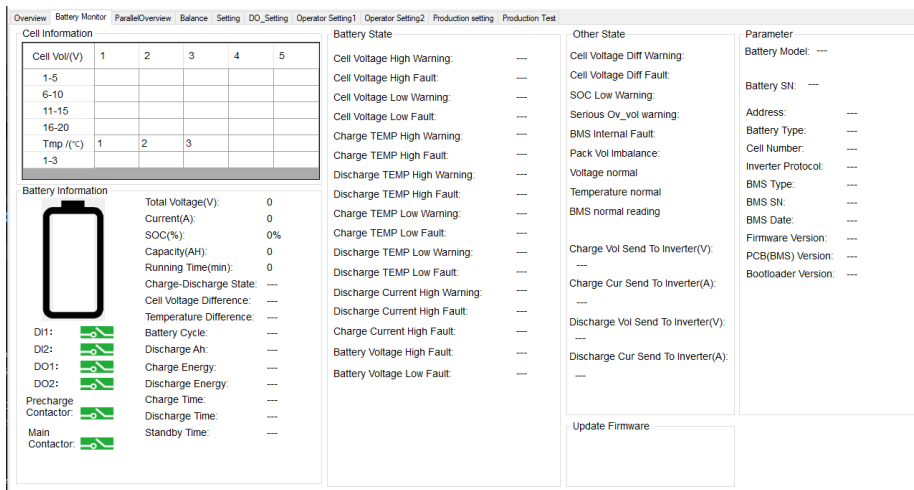 Overview Battery Monitor ParallelOverview Balance Setting DO_Setting Operator Setting1 Operator Setting2 Production setting Production Test
Cell Information
Cell Vol/(V) 1 2 3 4 5
1-5
6-10
11-15
16-20
Tmp /(°C) 1 2 3
1-3
Battery Information
Total Voltage(V): 0
Current(A): 0
SOC(%): 0%
Capacity(AH): 0
Running Time(min): 0
Charge-Discharge State: ---
Cell Voltage Difference: ---
Temperature Difference: ---
Battery Cycle: ---
Discharge Ah: ---
Charge Energy: ---
Discharge Energy: ---
Charge Time: ---
Discharge Time: ---
Standby Time: ---
DI1:
DI2:
DO1:
DO2:
Precharge
Contactor:
Main
Contactor:
Battery State
Cell Voltage High Warning: ---
Cell Voltage High Fault: ---
Cell Voltage Low Warning: ---
Cell Voltage Low Fault: ---
Charge TEMP High Warning: ---
Charge TEMP High Fault: ---
Discharge TEMP High Warning: ---
Discharge TEMP High Fault: ---
Charge TEMP Low Warning: ---
Charge TEMP Low Fault: ---
Discharge TEMP Low Warning: ---
Discharge TEMP Low Fault: ---
Discharge Current High Warning: ---
Discharge Current High Fault: ---
Charge Current High Fault: ---
Battery Voltage High Fault: ---
Battery Voltage Low Fault: ---
Other State
Cell Voltage Diff Warning:
Cell Voltage Diff Fault:
SOC Low Warning:
Serious Ov_vol warning:
BMS Internal Fault:
Pack Vol Imbalance:
Voltage normal
Temperature normal
BMS normal reading
Charge Vol Send To Inverter(V):
---
Charge Cur Send To Inverter(A):
---
Discharge Vol Send To Inverter(V):
---
Discharge Cur Send To Inverter(A):
---
Update Firmware
Parameter
Battery Model: ---
Battery SN: ---
Address: ---
Battery Type: ---
Cell Number: ---
Inverter Protocol: ---
BMS Type: ---
BMS SN: ---
BMS Date: ---
Firmware Version: ---
PCB(BMS) Version: ---
Bootloader Version: ---